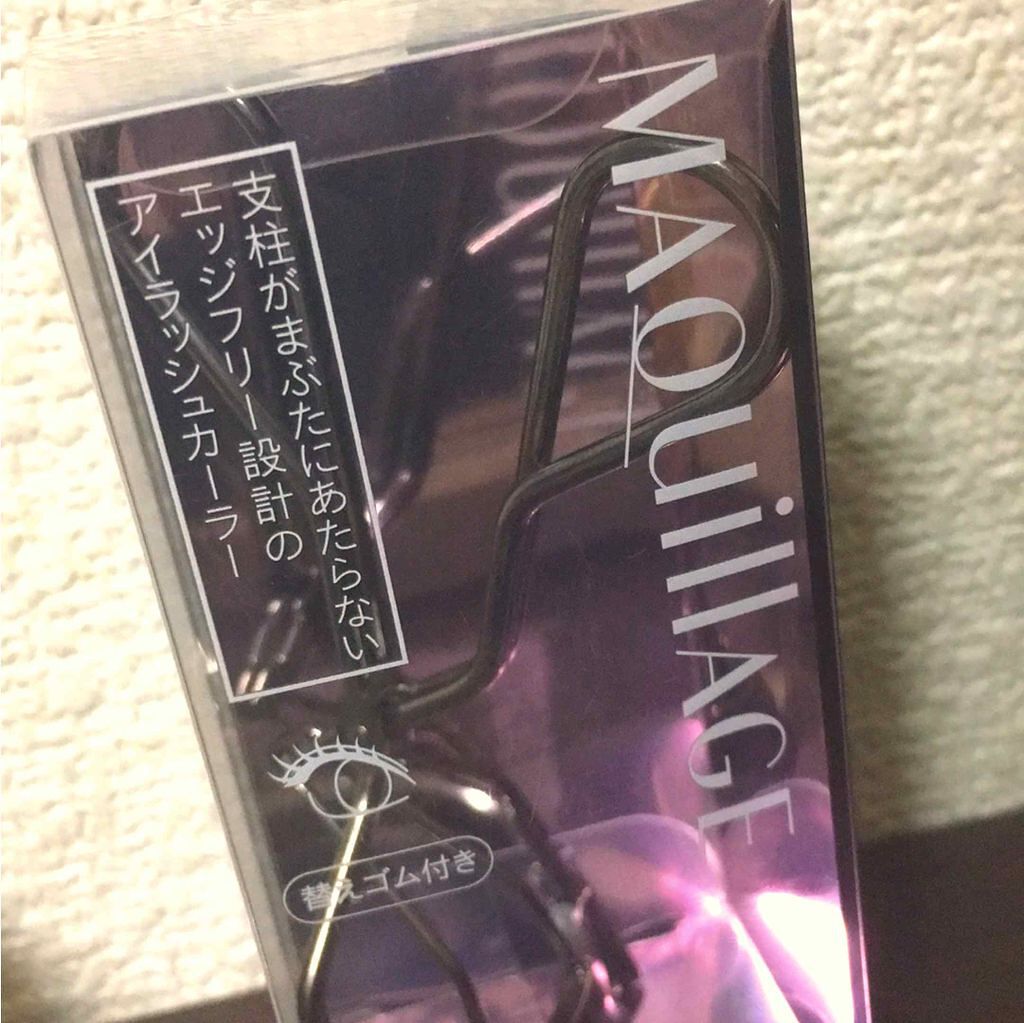 MAQuillAGE
支柱がまぶたにあたらない
エッジフリー設計の
アイラッシュカーラー
替えゴム付き